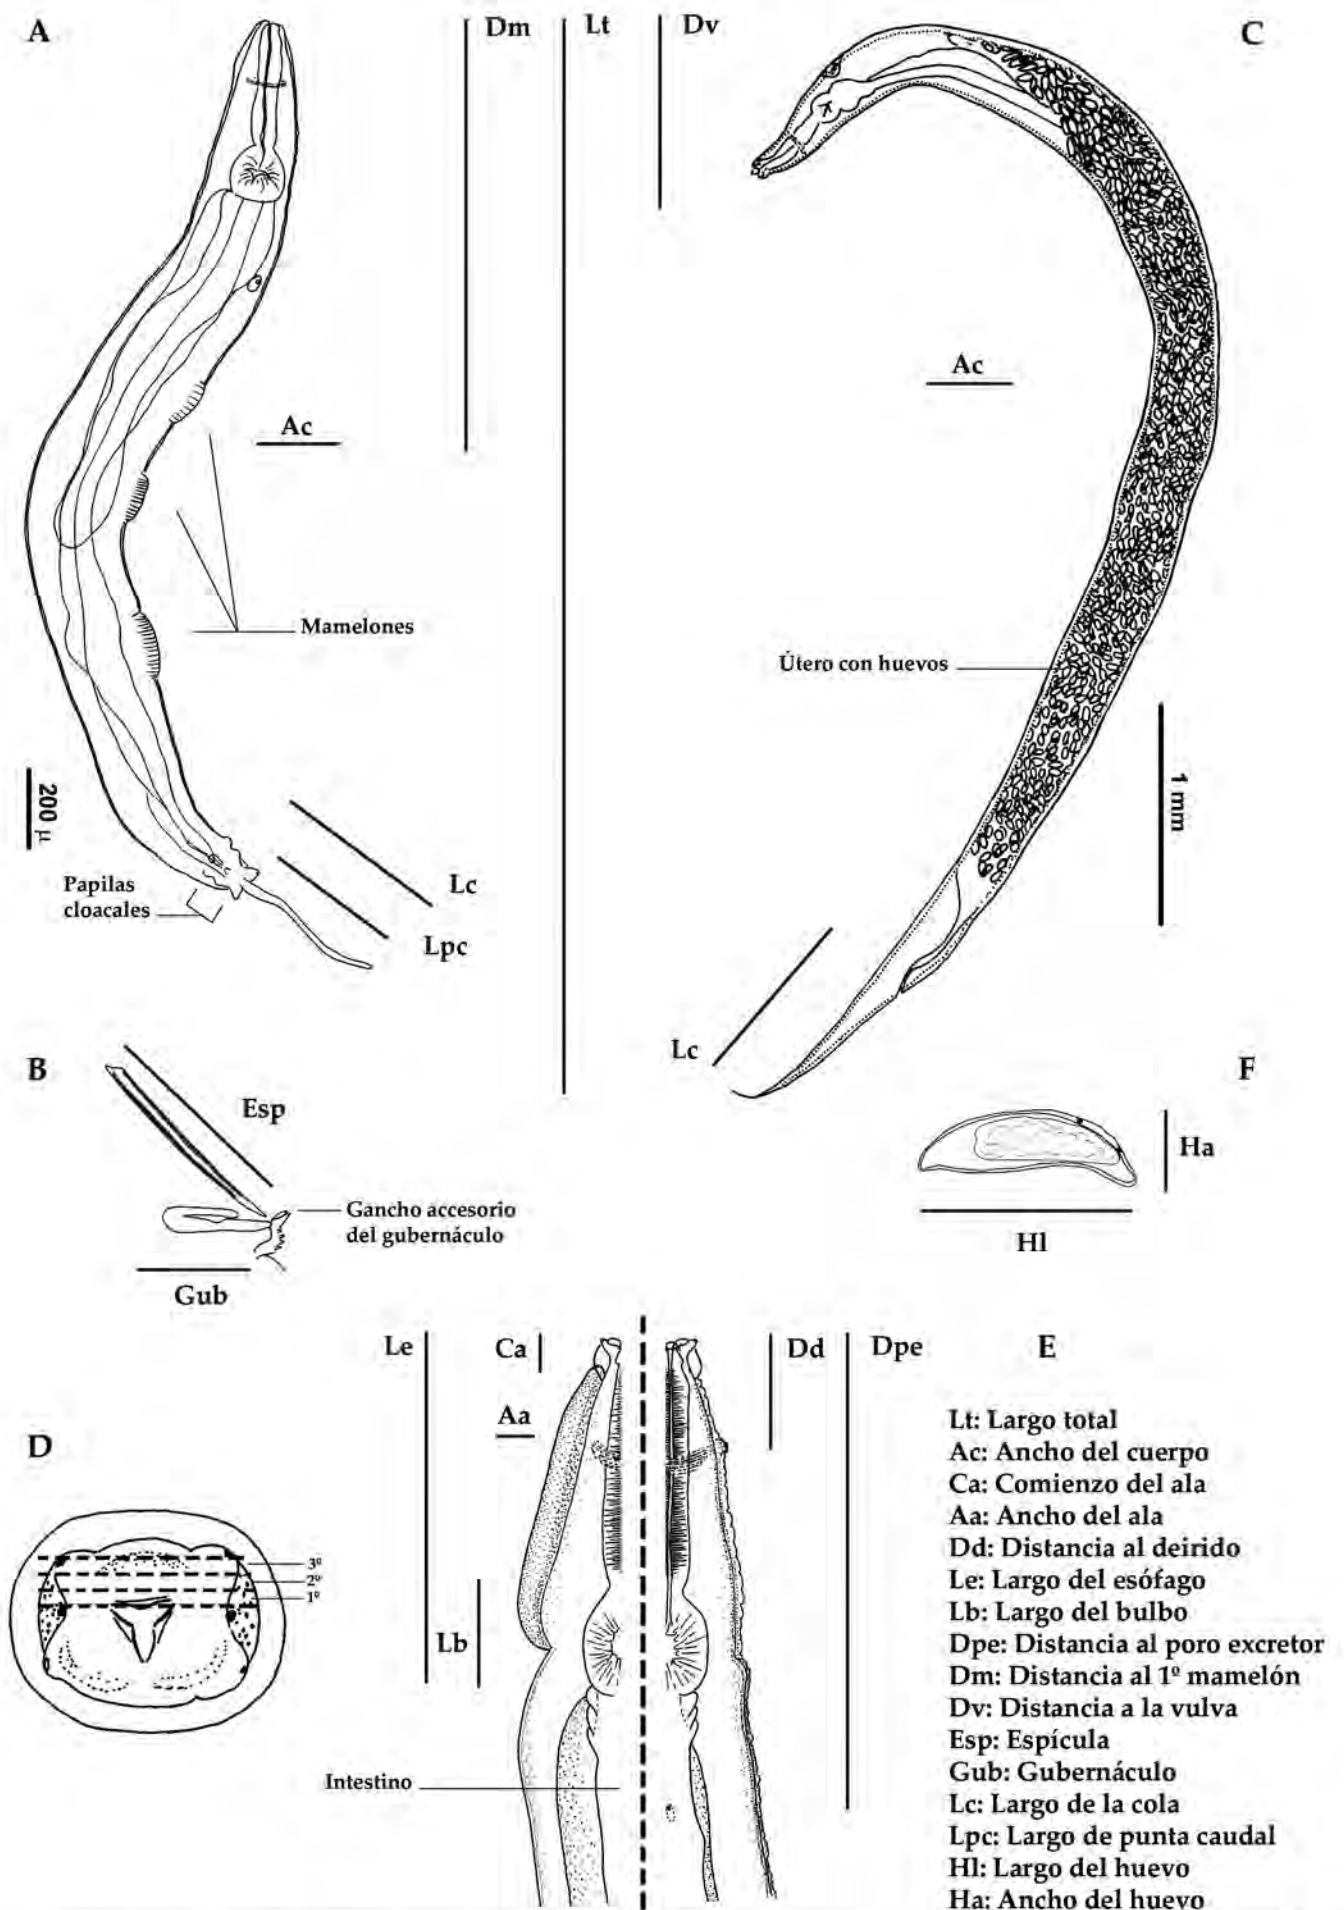 A
Dm
Lt
Dv
C
Ac
Ac
Mamelones
Útero con huevos
200 µ
1 mm
Papilas
cloacales
Lc
Lpc
Lc
B
Esp
F
Ha
Gancho accesorio
del gubernáculo
Gub
Hl
Le
Ca
Dd
Dpe
E
Aa
D
3º
2º
1º
Lb
Intestino
Lt: Largo total
Ac: Ancho del cuerpo
Ca: Comienzo del ala
Aa: Ancho del ala
Dd: Distancia al deirido
Le: Largo del esófago
Lb: Largo del bulbo
Dpe: Distancia al poro excretor
Dm: Distancia al 1º mamelón
Dv: Distancia a la vulva
Esp: Espícula
Gub: Gubernáculo
Lc: Largo de la cola
Lpc: Largo de punta caudal
Hl: Largo del huevo
Ha: Ancho del huevo